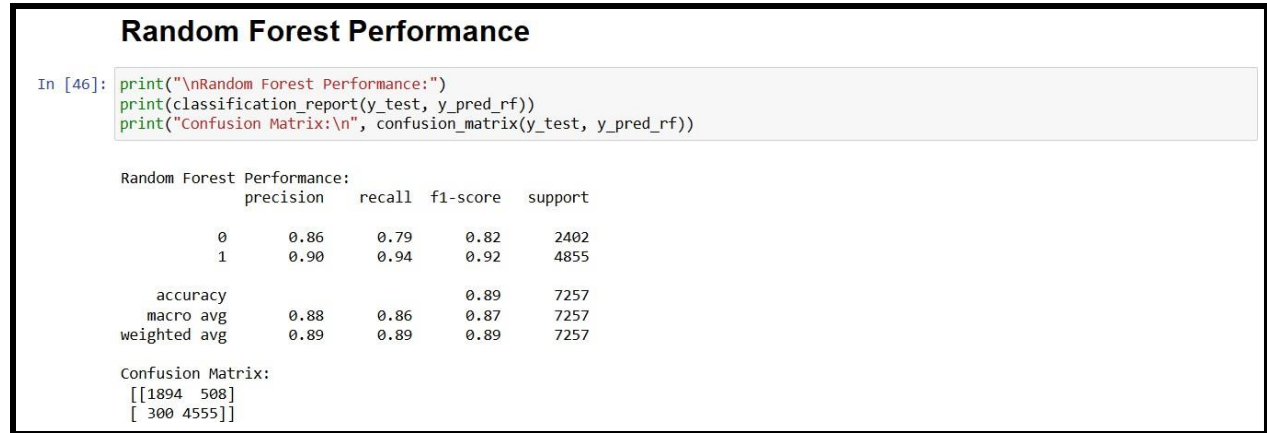 Random Forest Performance
In [46]: print("\nRandom Forest Performance:")
print(classification_report(y_test, y_pred_rf))
print("Confusion Matrix:\n", confusion_matrix(y_test, y_pred_rf))
Random Forest Performance:
precision recall f1-score support
0 0.86 0.79 0.82 2402
1 0.90 0.94 0.92 4855
accuracy 0.89 7257
macro avg 0.88 0.86 0.87 7257
weighted avg 0.89 0.89 0.89 7257
Confusion Matrix:
[[1894 508]
[ 300 4555]]